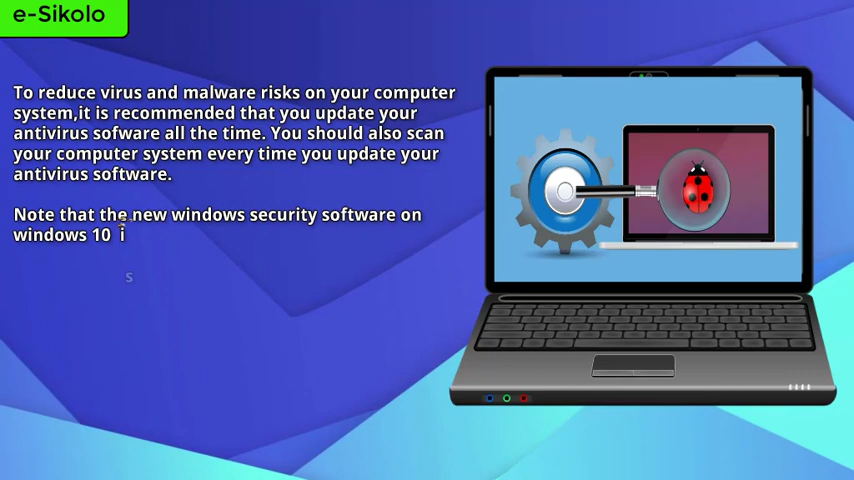 e-Sikolo
To reduce virus and malware risks on your computer
system,it is recommended that you update your
antivirus sofware all the time. You should also scan
your computer system every time you update your
antivirus software.
Note that the new windows security software on
windows 10 i
s